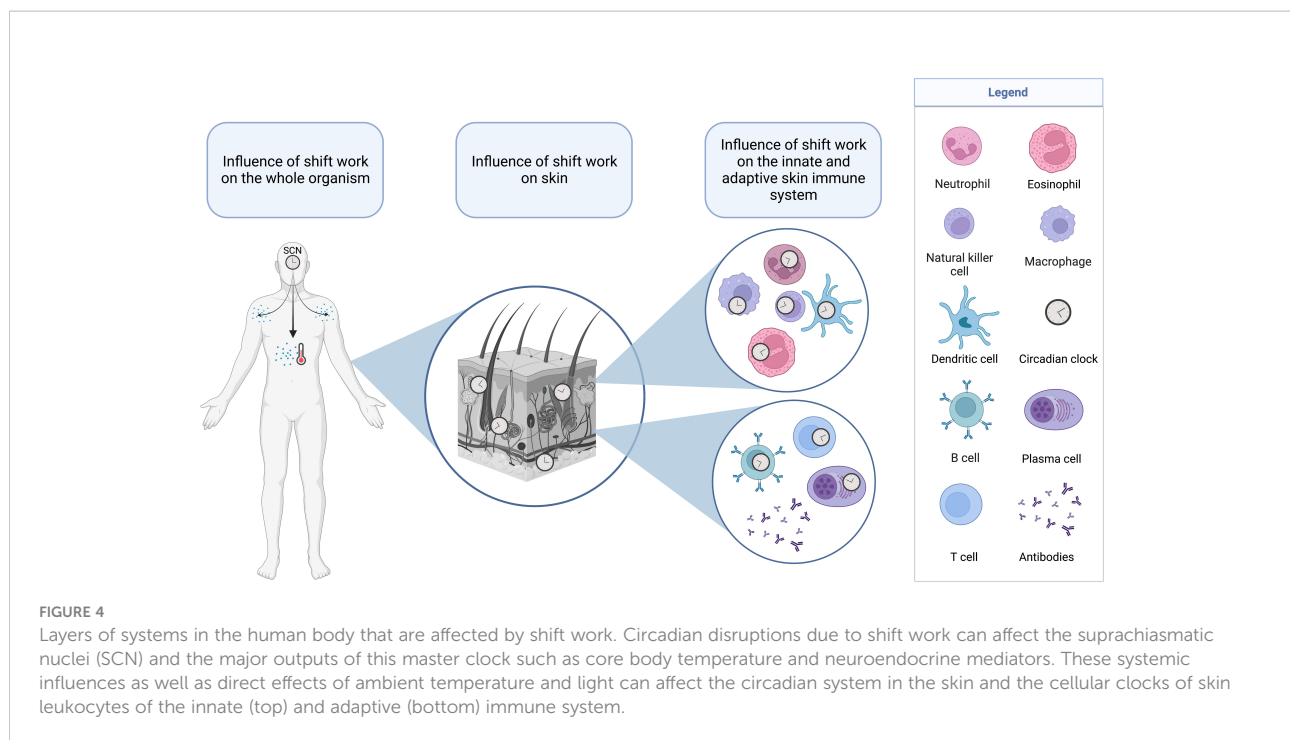 Legend
Influence of shift work
on the whole organism
Influence of shift work
on skin
Influence of shift work
on the innate and
adaptive skin immune
system
SCN
Neutrophil
Eosinophil
Natural killer
cell
Macrophage
Dendritic cell
Circadian clock
B cell
Plasma cell
T cell
Antibodies
FIGURE 4
Layers of systems in the human body that are affected by shift work. Circadian disruptions due to shift work can affect the suprachiasmatic
nuclei (SCN) and the major outputs of this master clock such as core body temperature and neuroendocrine mediators. These systemic
influences as well as direct effects of ambient temperature and light can affect the circadian system in the skin and the cellular clocks of skin
leukocytes of the innate (top) and adaptive (bottom) immune system.